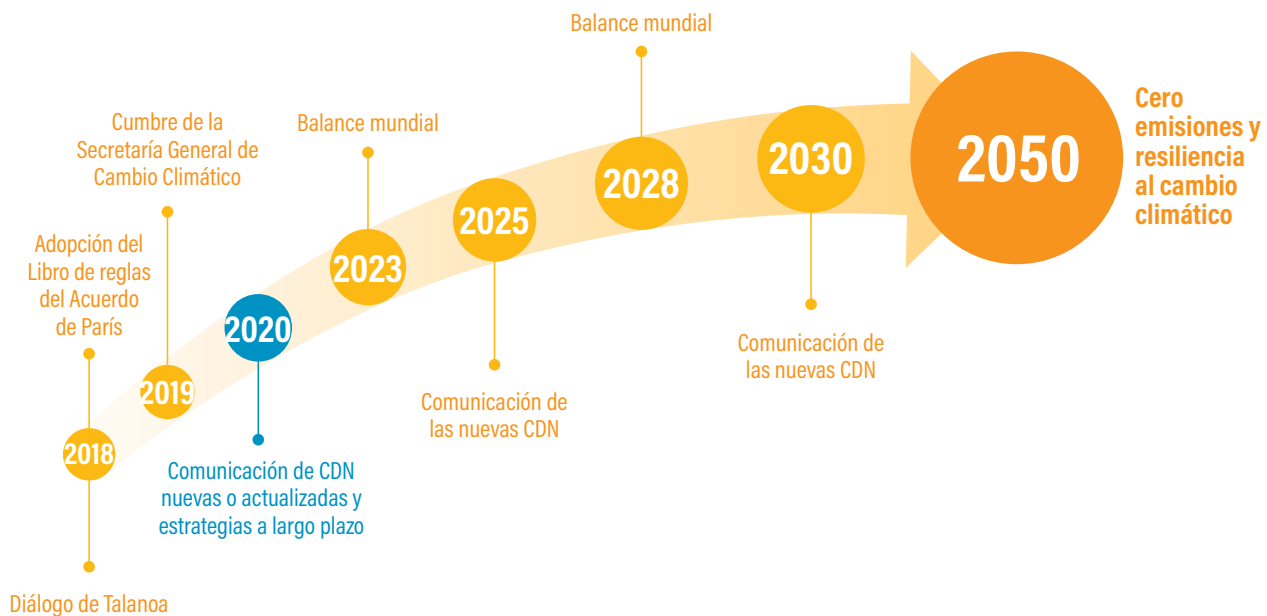 Adopción del
Libro de reglas
del Acuerdo
de París
2018
Diálogo de Talanoa
Cumbre de la
Secretaría General de
Cambio Climático
2019
2020
Comunicación de CDN
nuevas o actualizadas y
estrategias a largo plazo
Balance mundial
2023
2025
Comunicación de
las nuevas CDN
Balance mundial
2028
2030
Comunicación de
las nuevas CDN
2050
Cero
emisiones y
resiliencia
al cambio
climático